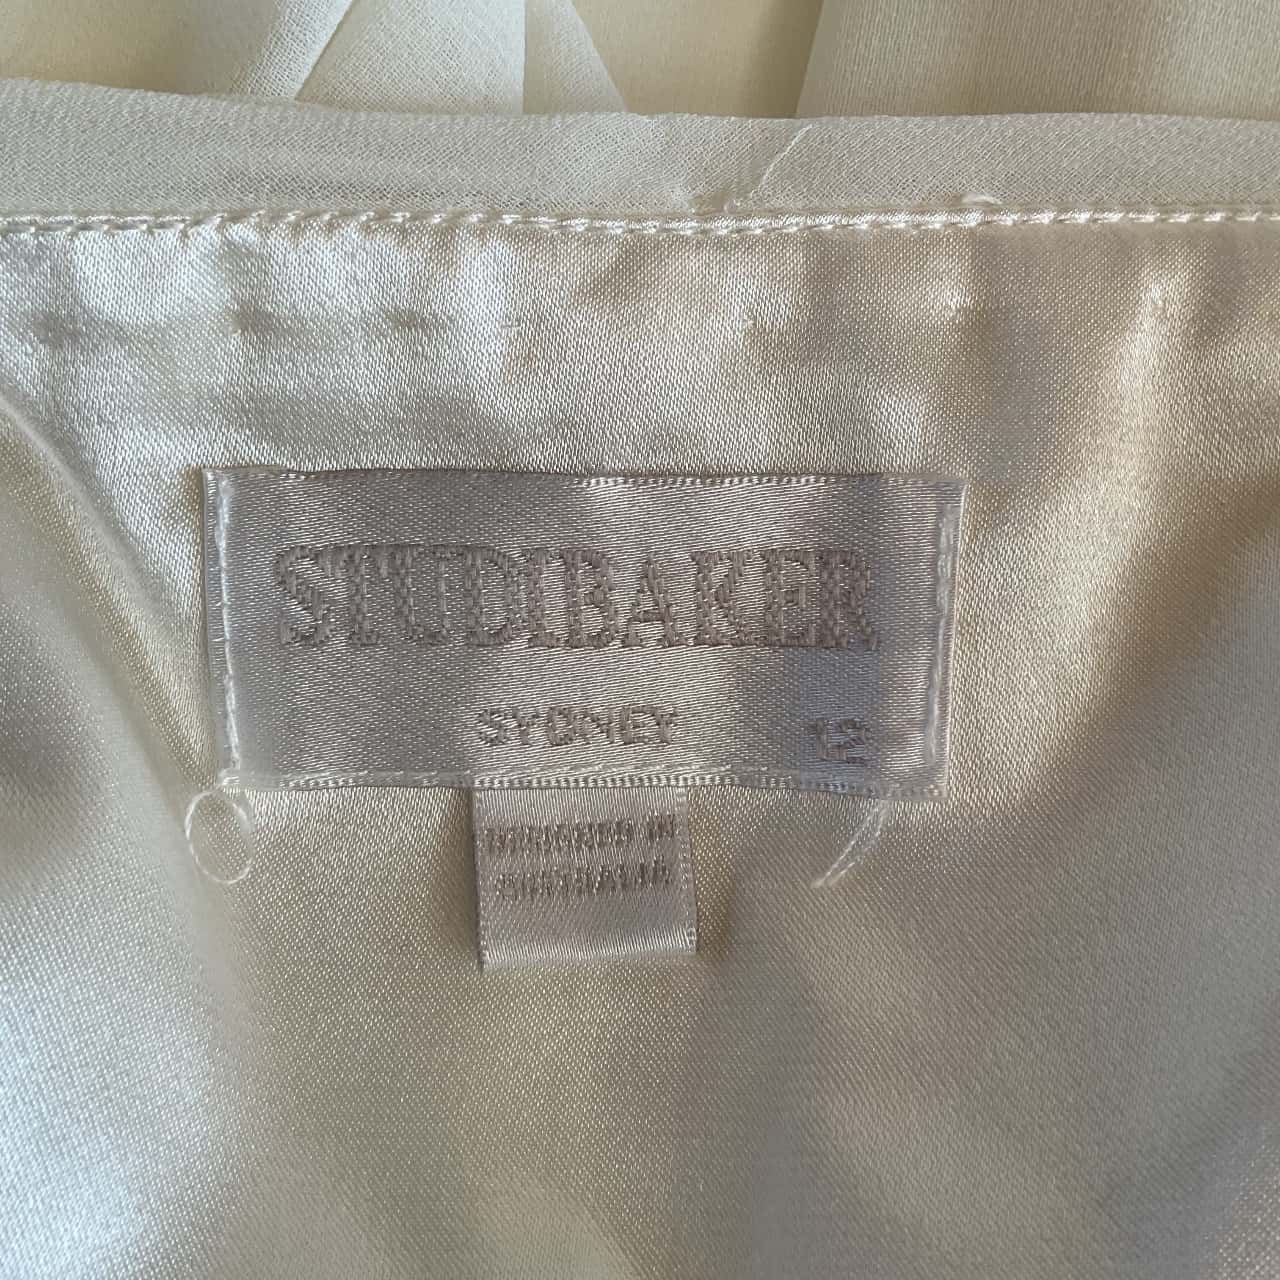 STUDIBAKER
SYDNEY 12
DESIGNED IN
AUSTRALIA